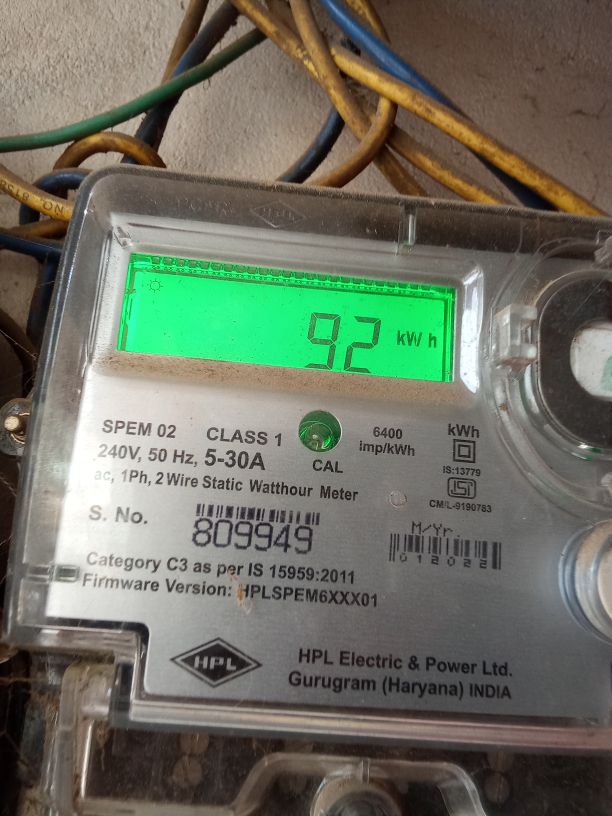 92 kWh
SPEM 02 CLASS 1
240V, 50 Hz, 5-30A
CAL
6400
imp/kWh
kWh
IS:13779
ISI
CM/L-9190783
ac, 1Ph, 2 Wire Static Watthour Meter
S. No.
809949
M/Yr.
012022
Category C3 as per IS 15959:2011
Firmware Version: HPLSPEM6XXX01
HPL
HPL Electric & Power Ltd.
Gurugram (Haryana) INDIA